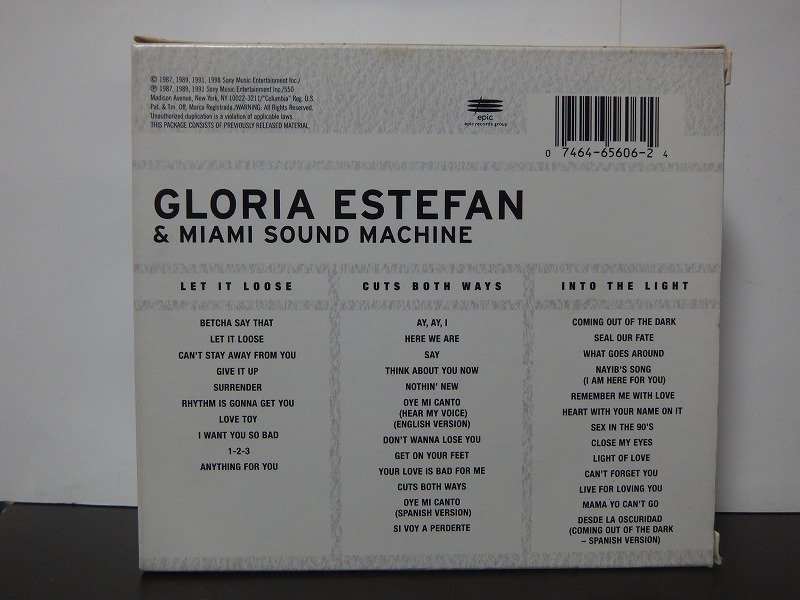 © 1987, 1989, 1991, 1998 Sony Music Entertainment Inc./
℗ 1987, 1989, 1991 Sony Music Entertainment Inc./550
Madison Avenue, New York, NY 10022-3211/"Columbia" Reg. U.S.
Pat. & Tm. Off. Marca Registrada./WARNING: All Rights Reserved.
Unauthorized duplication is a violation of applicable laws.
THIS PACKAGE CONSISTS OF PREVIOUSLY RELEASED MATERIAL.
epic
epic records group
0 7464-65606-2 4
GLORIA ESTEFAN
& MIAMI SOUND MACHINE
LET IT LOOSE
BETCHA SAY THAT
LET IT LOOSE
CAN'T STAY AWAY FROM YOU
GIVE IT UP
SURRENDER
RHYTHM IS GONNA GET YOU
LOVE TOY
I WANT YOU SO BAD
1-2-3
ANYTHING FOR YOU
CUTS BOTH WAYS
AY, AY, I
HERE WE ARE
SAY
THINK ABOUT YOU NOW
NOTHIN' NEW
OYE MI CANTO
(HEAR MY VOICE)
(ENGLISH VERSION)
DON'T WANNA LOSE YOU
GET ON YOUR FEET
YOUR LOVE IS BAD FOR ME
CUTS BOTH WAYS
OYE MI CANTO
(SPANISH VERSION)
SI VOY A PERDERTE
INTO THE LIGHT
COMING OUT OF THE DARK
SEAL OUR FATE
WHAT GOES AROUND
NAYIB'S SONG
(I AM HERE FOR YOU)
REMEMBER ME WITH LOVE
HEART WITH YOUR NAME ON IT
SEX IN THE 90'S
CLOSE MY EYES
LIGHT OF LOVE
CAN'T FORGET YOU
LIVE FOR LOVING YOU
MAMA YO CAN'T GO
DESDE LA OSCURIDAD
(COMING OUT OF THE DARK
– SPANISH VERSION)